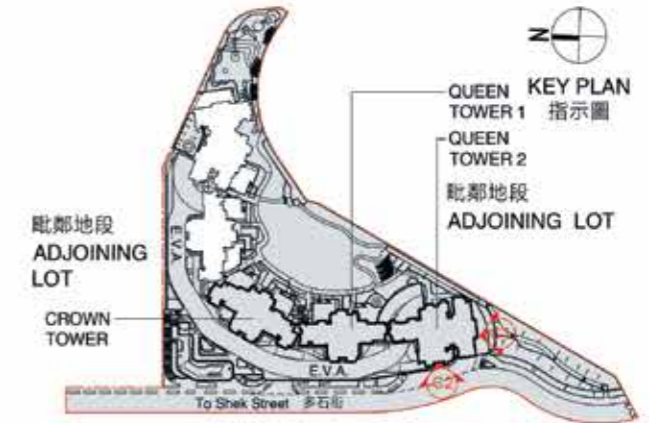 N
KEY PLAN
指示圖
QUEEN
TOWER 1
QUEEN
TOWER 2
毗鄰地段
ADJOINING LOT
毗鄰地段
ADJOINING
LOT
E.V.A.
CROWN
TOWER
E.V.A.
To Shek Street 多石街